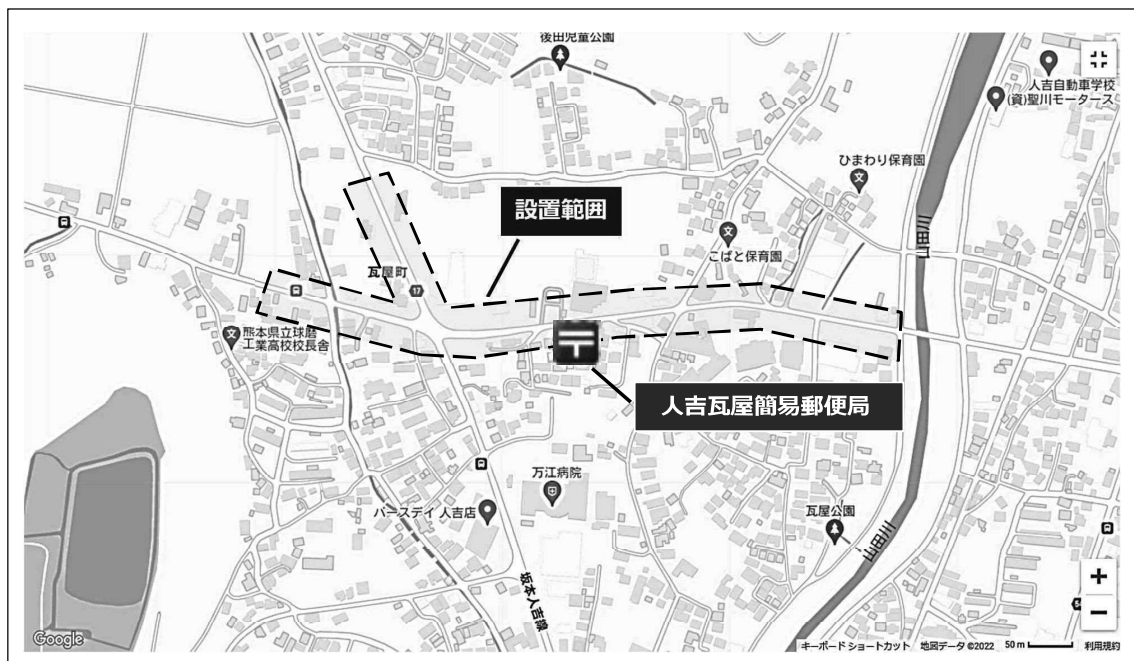 後田児童公園
人吉自動車学校
(資)聖川モータース
ひまわり保育園
設置範囲
こばと保育園
山田川
瓦屋町
17
熊本県立球磨
工業高校校長舎
〒
人吉瓦屋簡易郵便局
万江病院
バースデイ 人吉店
瓦屋公園
山田川
坂本人吉線
54
+
−
Google
キーボード ショートカット 地図データ ©2022 50 m 利用規約